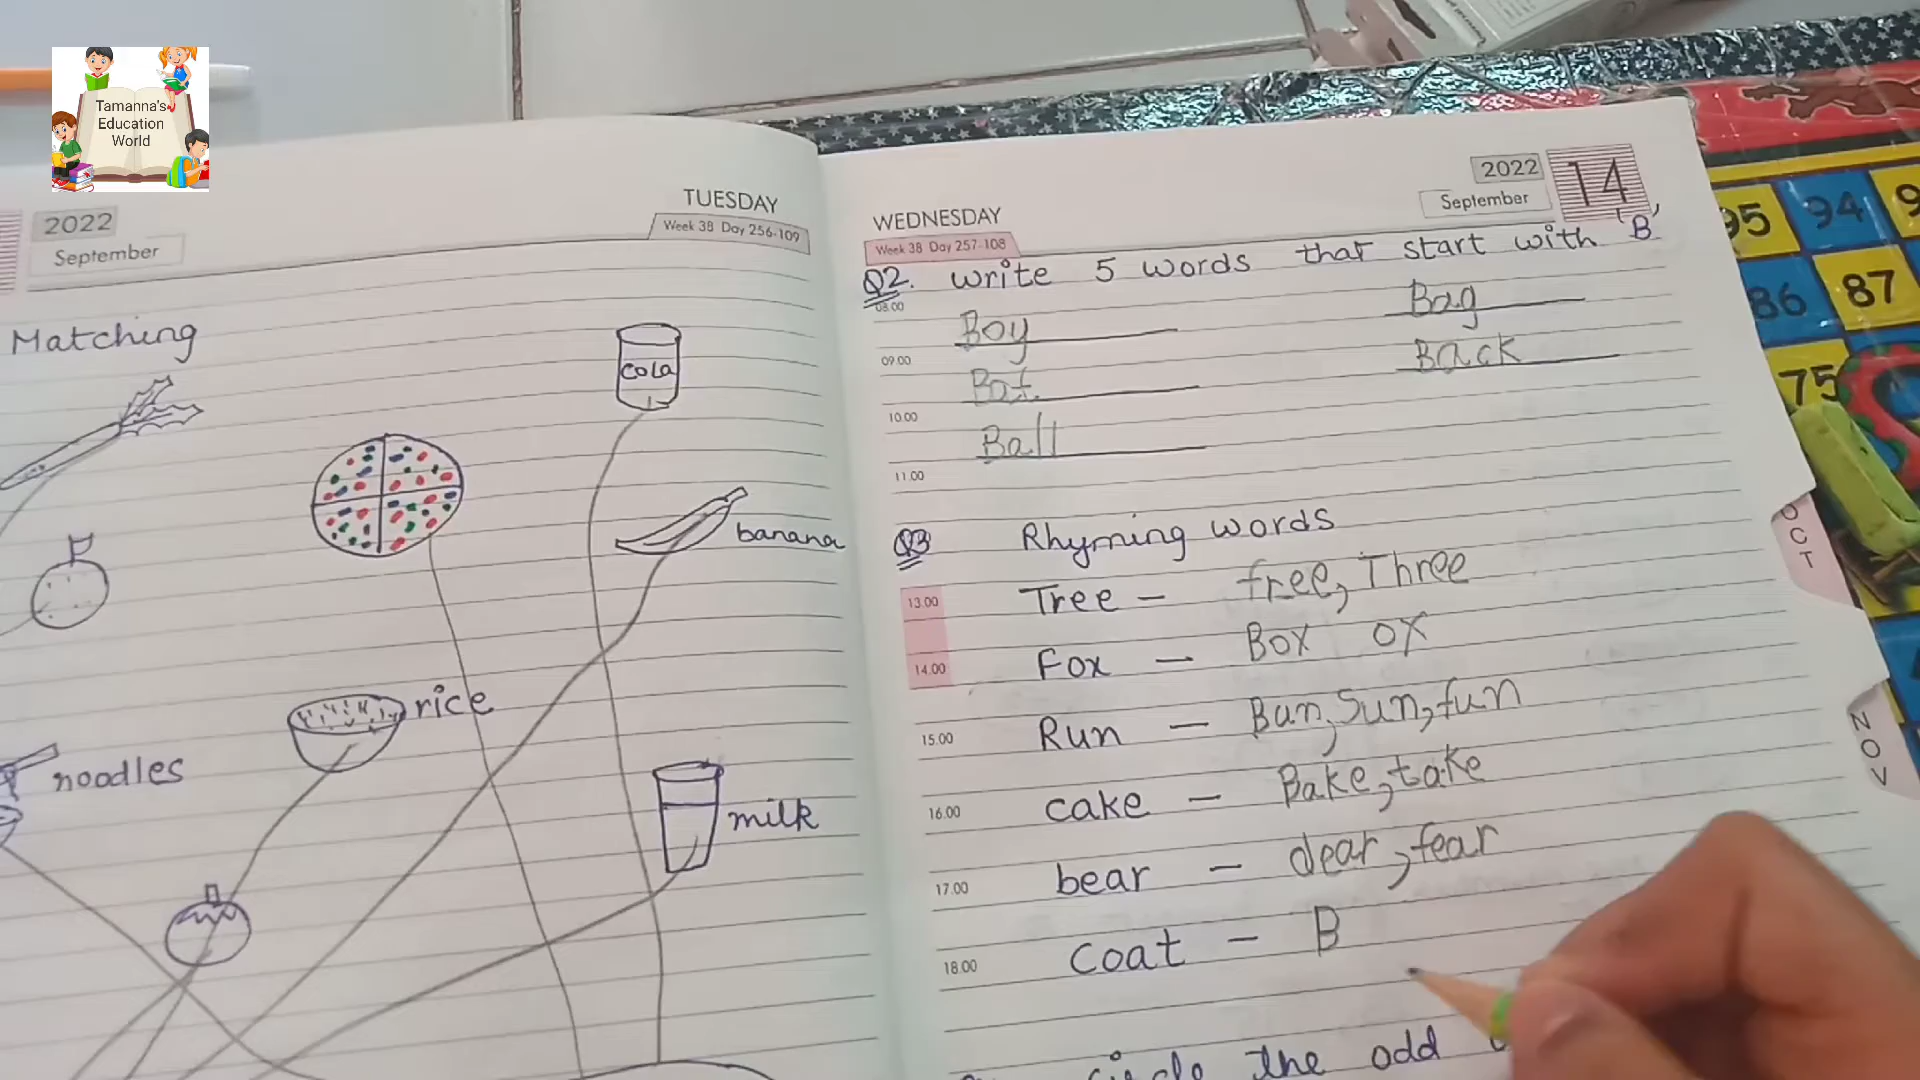 Tamanna's
Education
World
2022
September
TUESDAY
Week 38 Day 256-109
Matching
cola
banana
rice
noodles
milk
WEDNESDAY
Week 38 Day 257-108
2022
September
14
Q2. Write 5 words that start with 'B'
08.00
Boy Bag
09.00
Bat Back
10.00
Ball
11.00
Q3 Rhyming words
13.00 Tree - free, Three
14.00 Fox - Box ox
15.00 Run - Bun, Sun, fun
16.00 cake - Bake, take
17.00 bear - dear, fear
18.00 coat - B
circle the odd
OCT
NOV
95 94 9
86 87
75